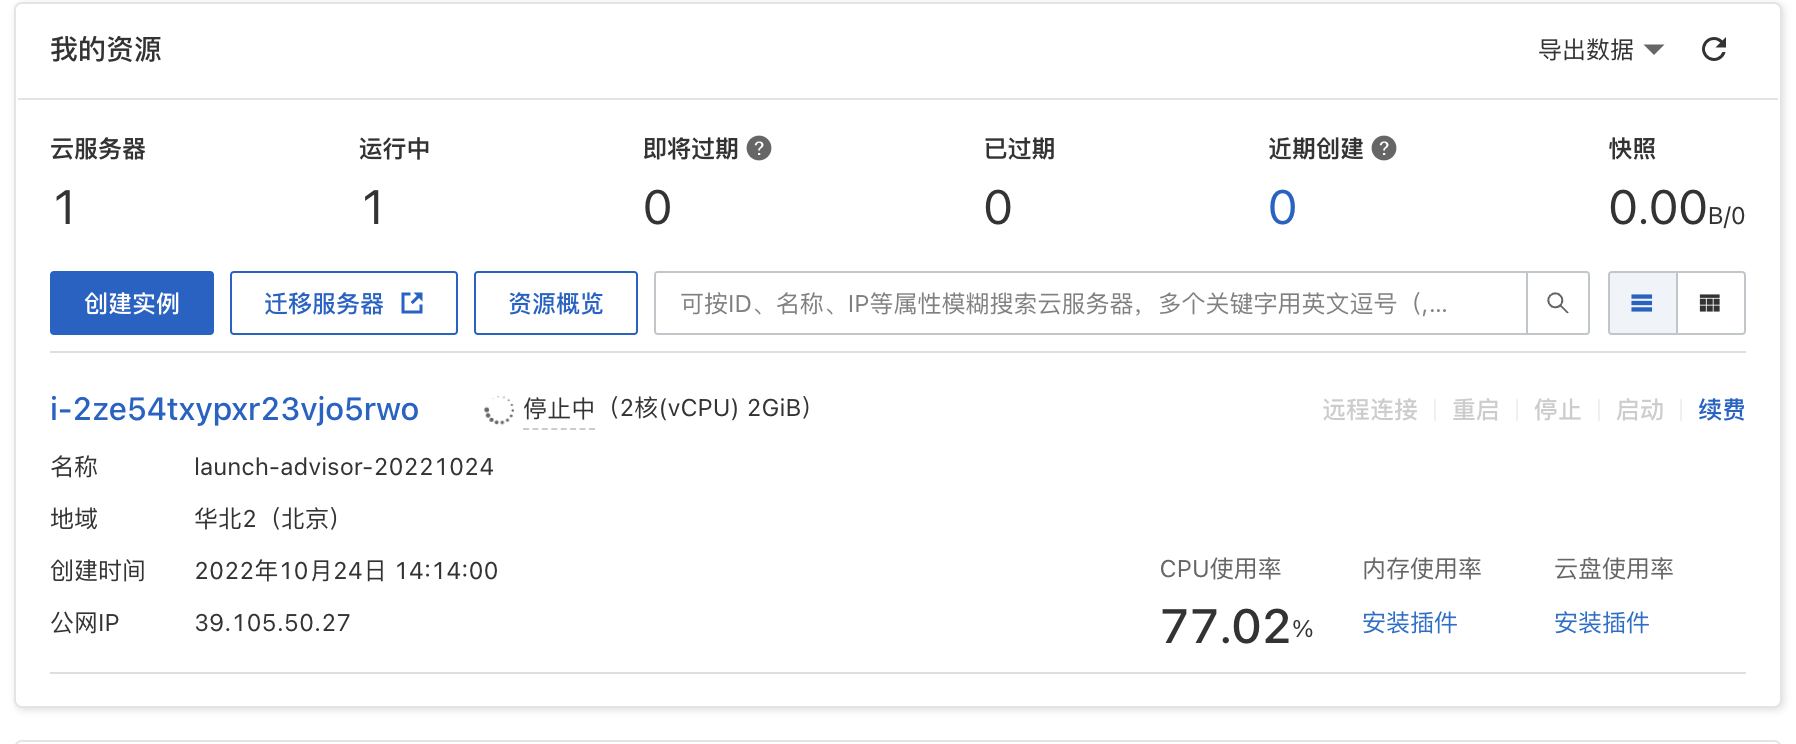 我的资源
导出数据
云服务器
运行中
即将过期 ?
已过期
近期创建 ?
快照
1
1
0
0
0
0.00B/0
创建实例
迁移服务器
资源概览
可按ID、名称、IP等属性模糊搜索云服务器，多个关键字用英文逗号（,...
i-2ze54txypxr23vjo5rwo
停止中（2核(vCPU) 2GiB）
远程连接
重启
停止
启动
续费
名称 launch-advisor-20221024
地域 华北2（北京）
创建时间 2022年10月24日 14:14:00
公网IP 39.105.50.27
CPU使用率
内存使用率
云盘使用率
77.02%
安装插件
安装插件